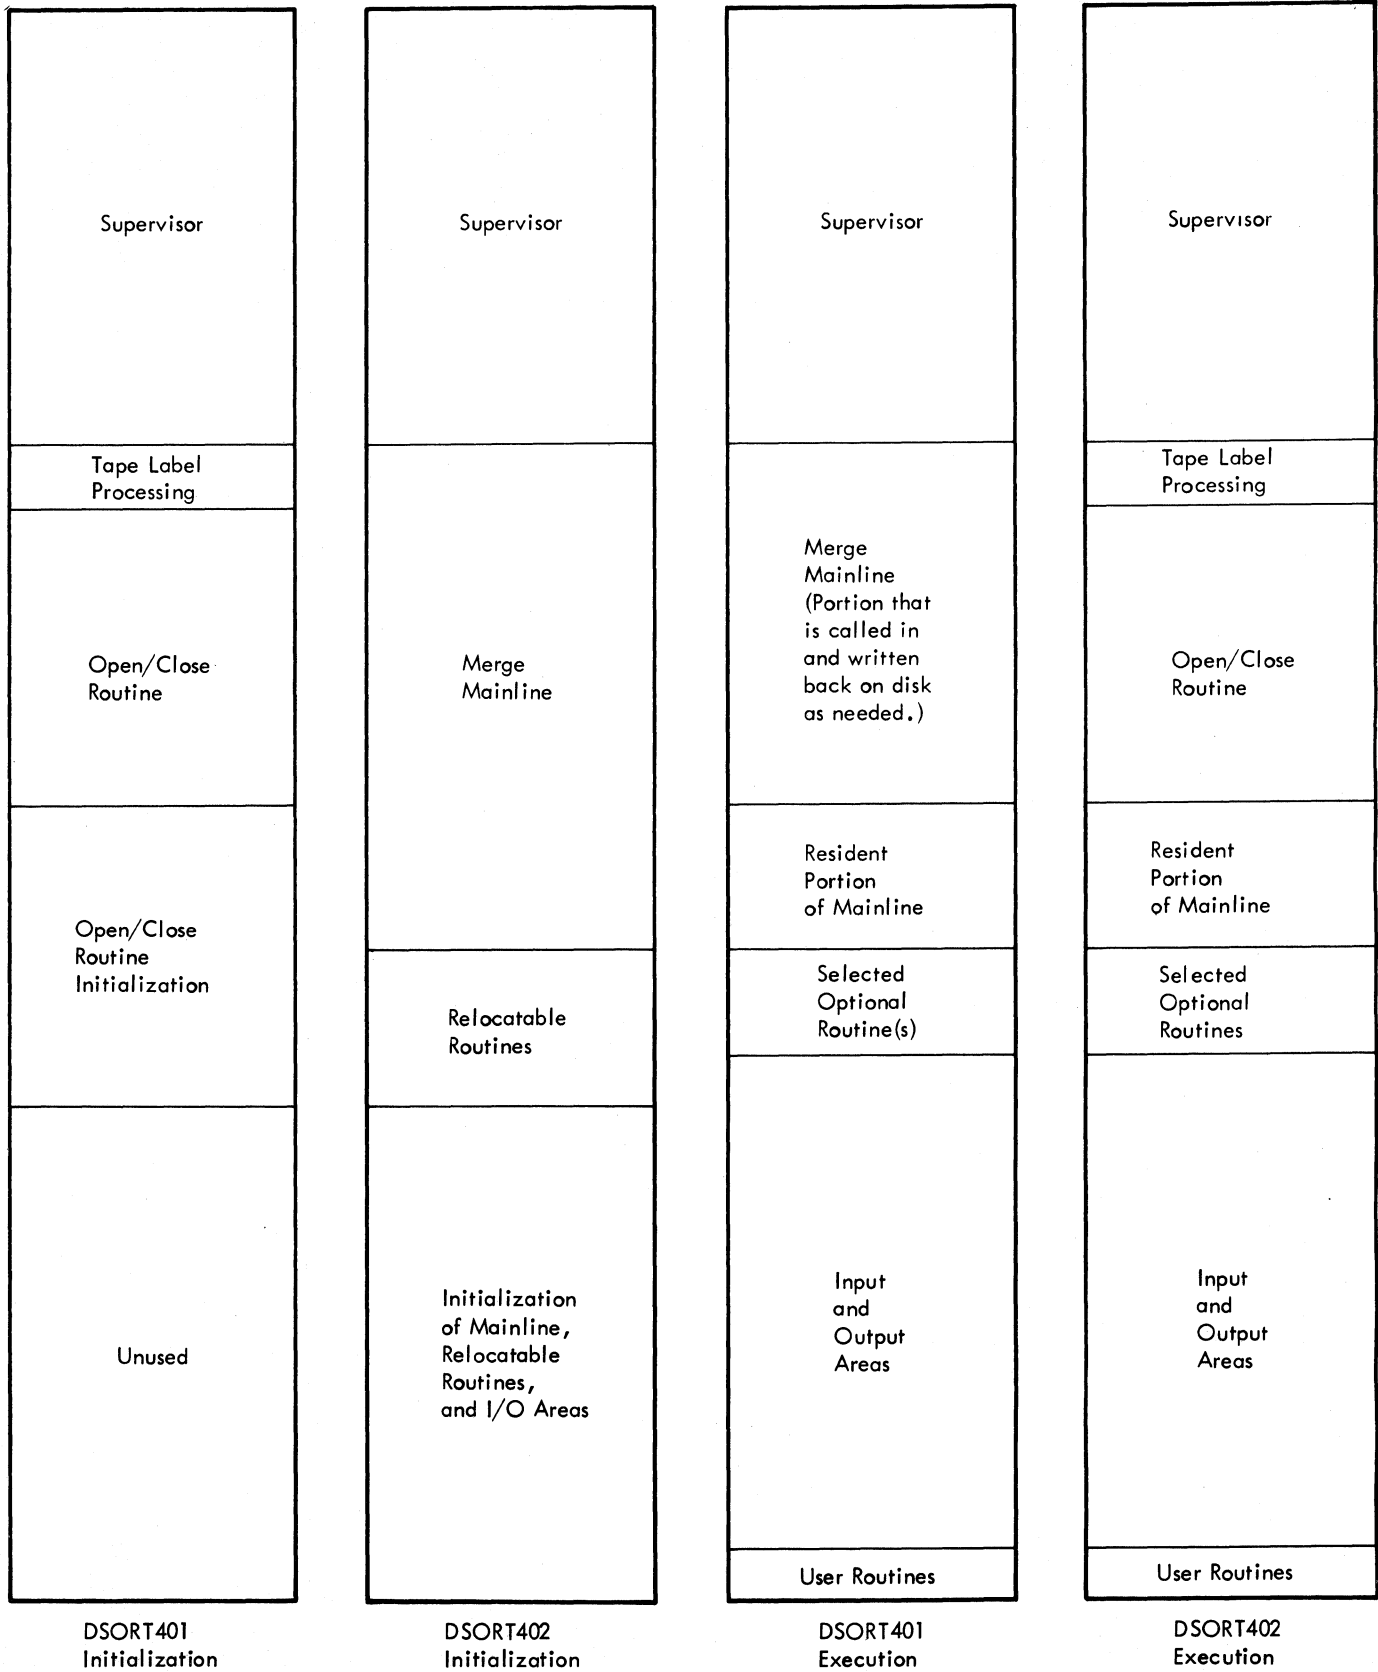 Supervisor
Tape Label
Processing
Open/Close
Routine
Open/Close
Routine
Initialization
Unused
DSORT401
Initialization
Supervisor
Merge
Mainline
Relocatable
Routines
Initialization
of Mainline,
Relocatable
Routines,
and I/O Areas
DSORT402
Initialization
Supervisor
Merge
Mainline
(Portion that
is called in
and written
back on disk
as needed.)
Resident
Portion
of Mainline
Selected
Optional
Routine(s)
Input
and
Output
Areas
User Routines
DSORT401
Execution
Supervisor
Tape Label
Processing
Open/Close
Routine
Resident
Portion
of Mainline
Selected
Optional
Routines
Input
and
Output
Areas
User Routines
DSORT402
Execution